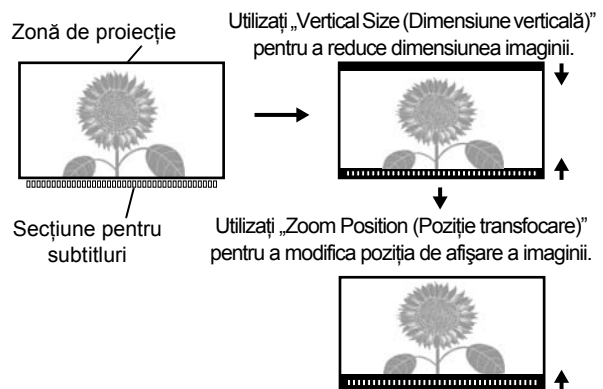 Zonă de proiecție
Utilizați „Vertical Size (Dimensiune verticală)”
pentru a reduce dimensiunea imaginii.
Secțiune pentru
subtitluri
Utilizați „Zoom Position (Poziție transfocare)”
pentru a modifica poziția de afişare a imaginii.